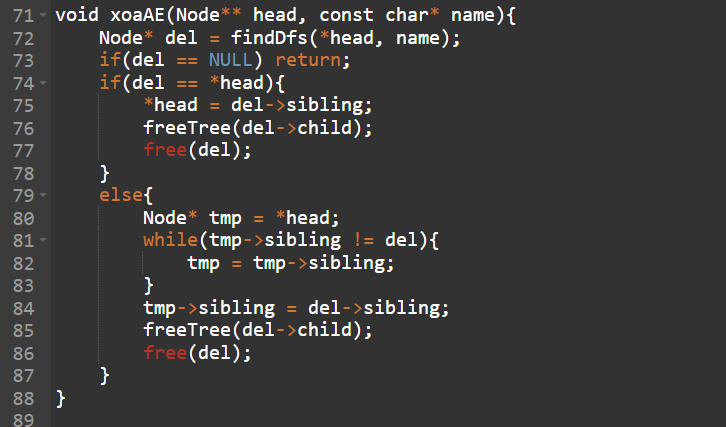 71 void xoaAE(Node** head, const char* name){
72     Node* del = findDfs(*head, name);
73     if(del == NULL) return;
74     if(del == *head){
75         *head = del->sibling;
76         freeTree(del->child);
77         free(del);
78     }
79     else{
80         Node* tmp = *head;
81         while(tmp->sibling != del){
82             tmp = tmp->sibling;
83         }
84         tmp->sibling = del->sibling;
85         freeTree(del->child);
86         free(del);
87     }
88 }
89